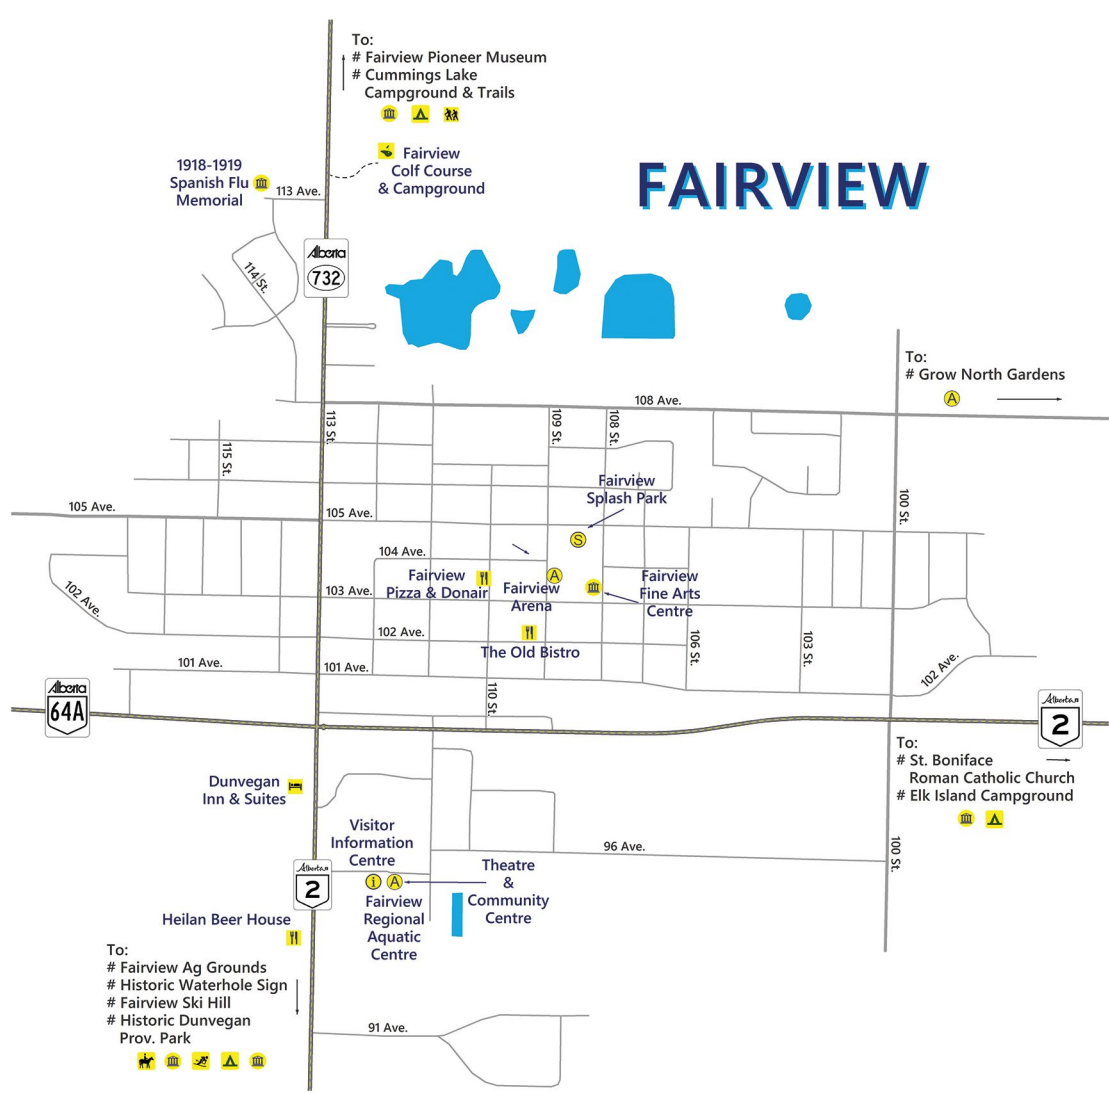 To:
# Fairview Pioneer Museum
# Cummings Lake
Campground & Trails
Fairview
Colf Course
& Campground
1918-1919
Spanish Flu
Memorial
113 Ave.
FAIRVIEW
Alberta
732
114 St.
To:
# Grow North Gardens
A
108 Ave.
113 St.
109 St.
108 St.
115 St.
100 St.
Fairview
Splash Park
S
105 Ave.
105 Ave.
104 Ave.
Fairview
Pizza & Donair
A
Fairview
Arena
Fairview
Fine Arts
Centre
102 Ave.
103 Ave.
102 Ave.
The Old Bistro
106 St.
103 St.
102 Ave.
101 Ave.
101 Ave.
110 St.
Alberta
64A
Alberta
2
To:
# St. Boniface
Roman Catholic Church
# Elk Island Campground
Dunvegan
Inn & Suites
Visitor
Information
Centre
96 Ave.
100 St.
Alberta
2
i
A
Theatre
&
Community
Centre
Fairview
Regional
Aquatic
Centre
Heilan Beer House
To:
# Fairview Ag Grounds
# Historic Waterhole Sign
# Fairview Ski Hill
# Historic Dunvegan
Prov. Park
91 Ave.